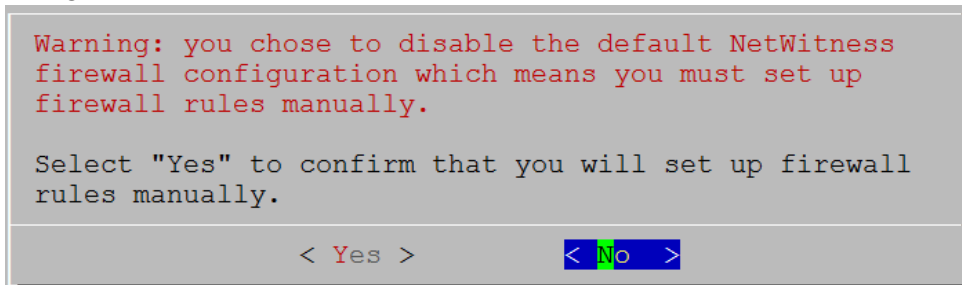 Warning: you chose to disable the default NetWitness
firewall configuration which means you must set up
firewall rules manually.
Select "Yes" to confirm that you will set up firewall
rules manually.
< Yes > < No >